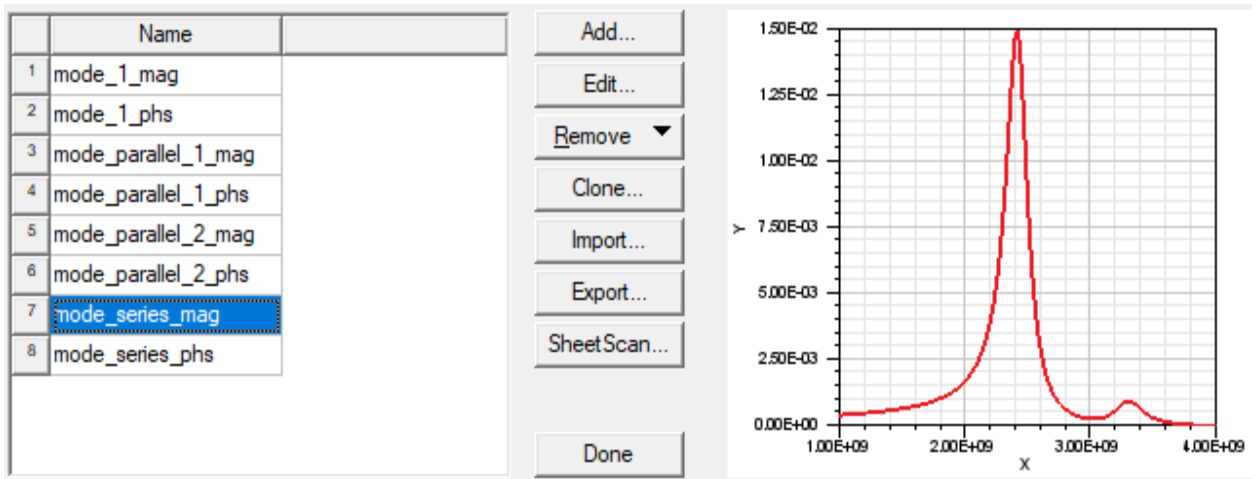 Name
1 mode_1_mag
2 mode_1_phs
3 mode_parallel_1_mag
4 mode_parallel_1_phs
5 mode_parallel_2_mag
6 mode_parallel_2_phs
7 mode_series_mag
8 mode_series_phs
Add...
Edit...
Remove
Clone...
Import...
Export...
SheetScan...
Done
1.50E-02
1.25E-02
1.00E-02
7.50E-03
5.00E-03
2.50E-03
0.00E+00
Y
1.00E+09 2.00E+09 3.00E+09 4.00E+09
X